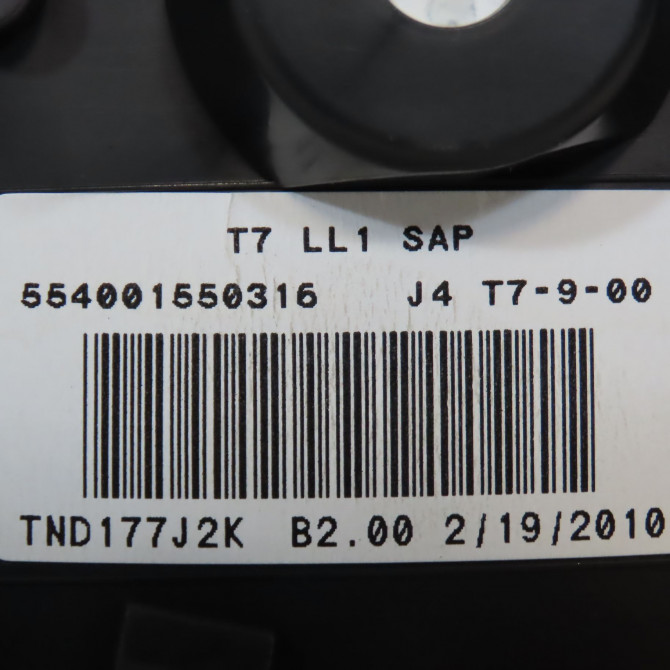 T7 LL1 SAP
554001550316 J4 T7-9-00
TND177J2K B2.00 2/19/2010